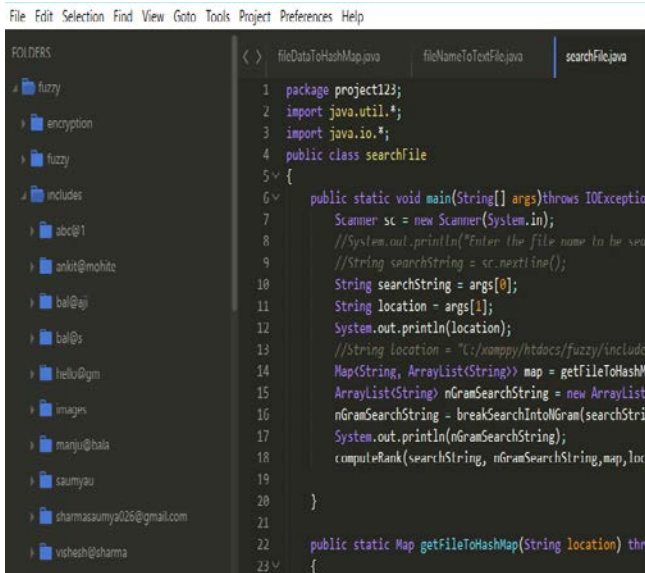 File Edit Selection Find View Goto Tools Project Preferences Help
FOLDERS
fuzzy
encryption
fuzzy
includes
abc@1
ankit@mohite
bal@aji
bal@s
hello@gm
images
manju@bala
saumyau
sharmasaumya026@gmail.com
vishesh@sharma
fileDataToHashMap.java fileNameToTextFile.java searchFile.java
1 package project123;
2 import java.util.*;
3 import java.io.*;
4 public class searchFile
5 {
6 public static void main(String[] args)throws IOExceptio
7 Scanner sc = new Scanner(System.in);
8 //System.out.println("Enter the file name to be sea
9 //String searchString = sc.nextLine();
10 String searchString = args[0];
11 String location = args[1];
12 System.out.println(location);
13 //String location = "C:/xamppy/htdocs/fuzzy/include
14 Map<String, ArrayList<String>> map = getFileToHashM
15 ArrayList<String> nGramSearchString = new ArrayList
16 nGramSearchString = breakSearchIntoNGram(searchStri
17 System.out.println(nGramSearchString);
18 computeRank(searchString, nGramSearchString,map,loc
19
20 }
21
22 public static Map getFileToHashMap(String location) thr
23 {